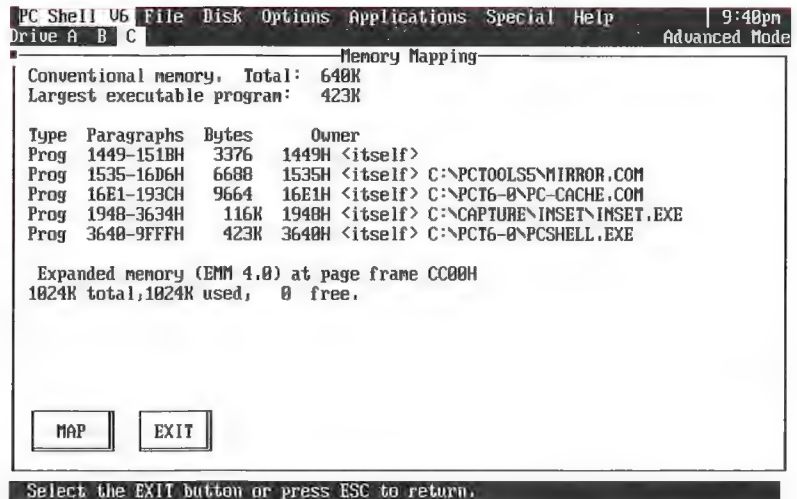 PC Shell V6 File Disk Options Applications Special Help 9:40pm
Drive A B C Advanced Mode
Memory Mapping
Conventional memory. Total: 640K
Largest executable program: 423K
Type Paragraphs Bytes Owner
Prog 1449-151BH 3376 1449H <itself>
Prog 1535-16D6H 6688 1535H <itself> C:\PCTOOLS5\MIRROR.COM
Prog 16E1-193CH 9664 16E1H <itself> C:\PCT6-0\PC-CACHE.COM
Prog 1948-3634H 116K 1948H <itself> C:\CAPTURE\INSET\INSET.EXE
Prog 3640-9FFFH 423K 3640H <itself> C:\PCT6-0\PCSHELL.EXE
Expanded memory (EMM 4.0) at page frame CC00H
1024K total,1024K used, 0 free.
MAP EXIT
Select the EXIT button or press ESC to return.